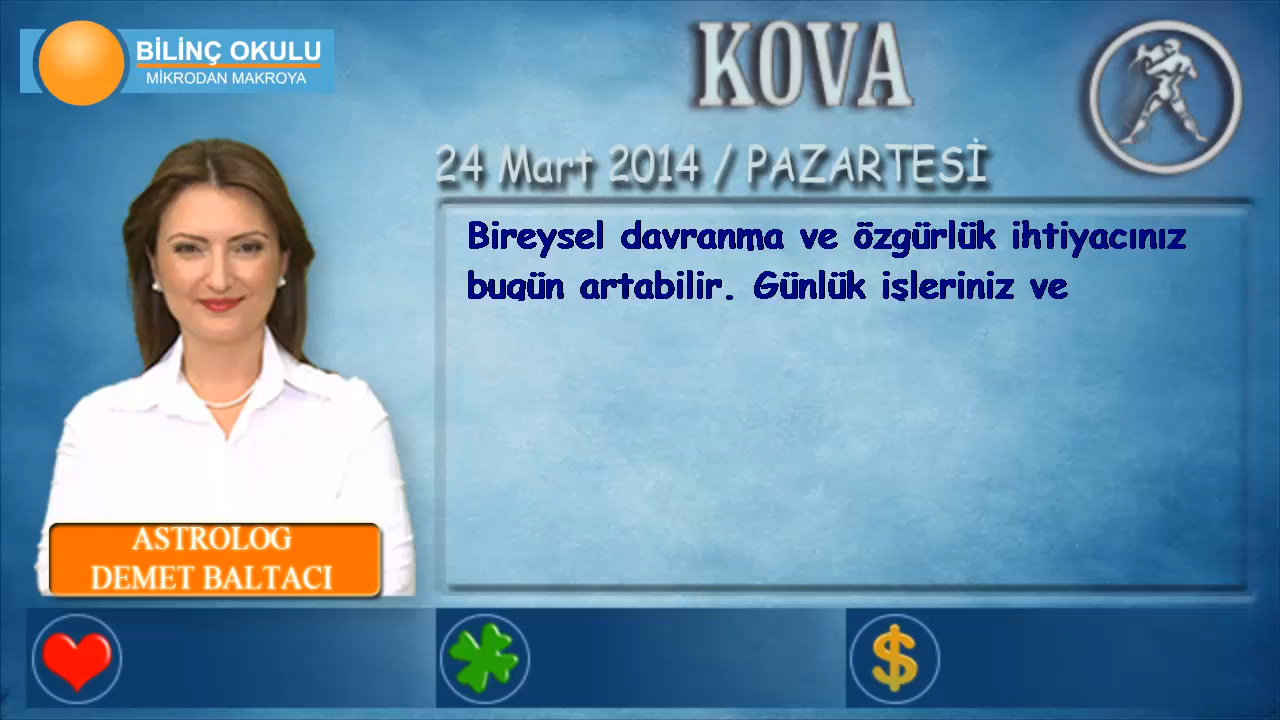 BİLİNÇ OKULU
MİKRODAN MAKROYA
KOVA
24 Mart 2014 / PAZARTESİ
Bireysel davranma ve özgürlük ihtiyacınız
bugün artabilir. Günlük işleriniz ve
ASTROLOG
DEMET BALTACI